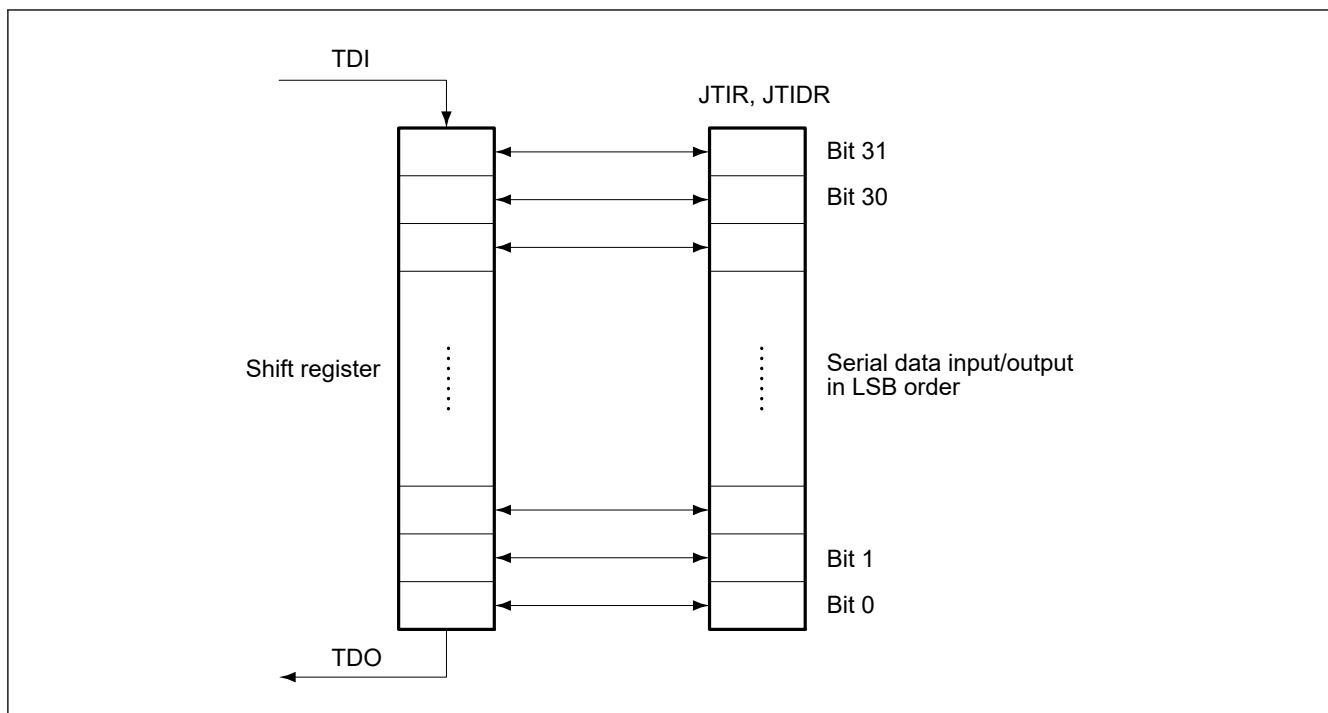 TDI
JTIR, JTIDR
Bit 31
Bit 30
Shift register
Serial data input/output
in LSB order
Bit 1
Bit 0
TDO